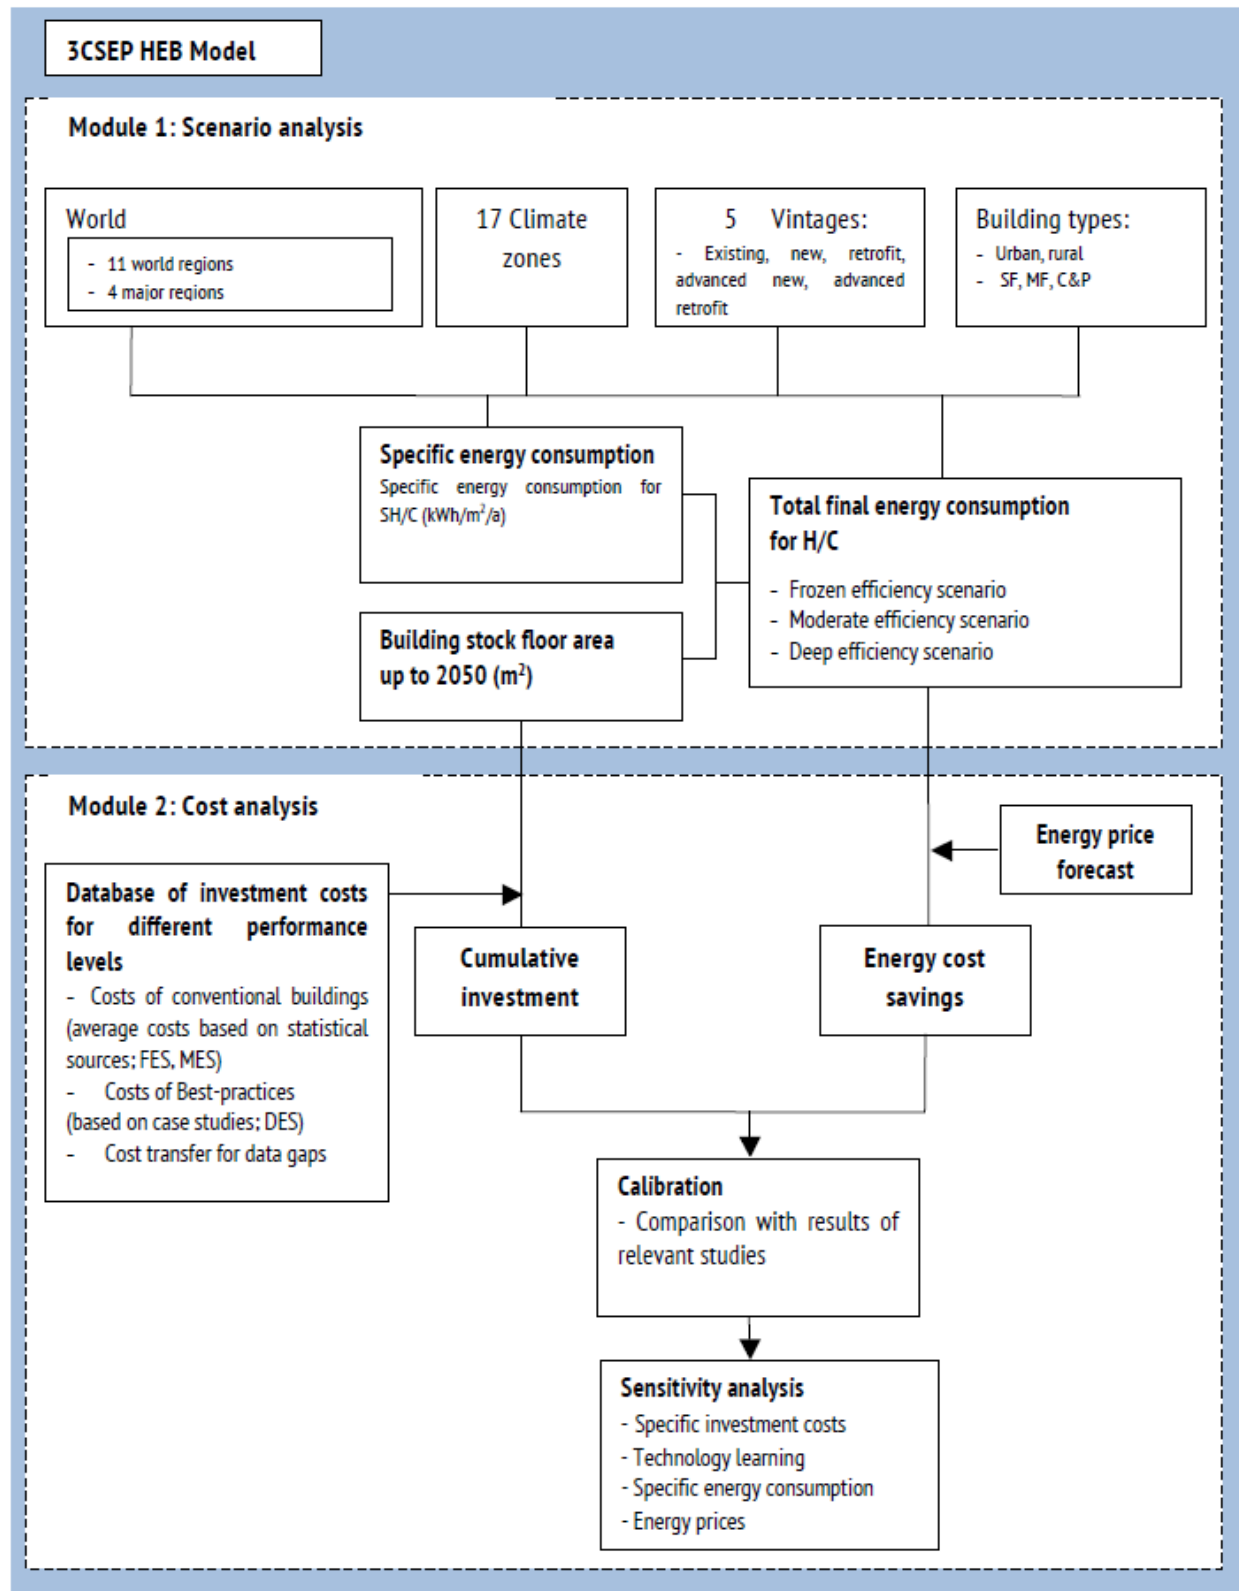 3CSEP HEB Model
Module 1: Scenario analysis
World
- 11 world regions
- 4 major regions
17 Climate
zones
5 Vintages:
- Existing, new, retrofit,
advanced new, advanced
retrofit
Building types:
- Urban, rural
- SF, MF, C&P
Specific energy consumption
Specific energy consumption for
SH/C (kWh/m²/a)
Total final energy consumption
for H/C
- Frozen efficiency scenario
- Moderate efficiency scenario
- Deep efficiency scenario
Building stock floor area
up to 2050 (m²)
Module 2: Cost analysis
Energy price
forecast
Database of investment costs
for different performance
levels
- Costs of conventional buildings
(average costs based on statistical
sources; FES, MES)
- Costs of Best-practices
(based on case studies; DES)
- Cost transfer for data gaps
Cumulative
investment
Energy cost
savings
Calibration
- Comparison with results of
relevant studies
Sensitivity analysis
- Specific investment costs
- Technology learning
- Specific energy consumption
- Energy prices